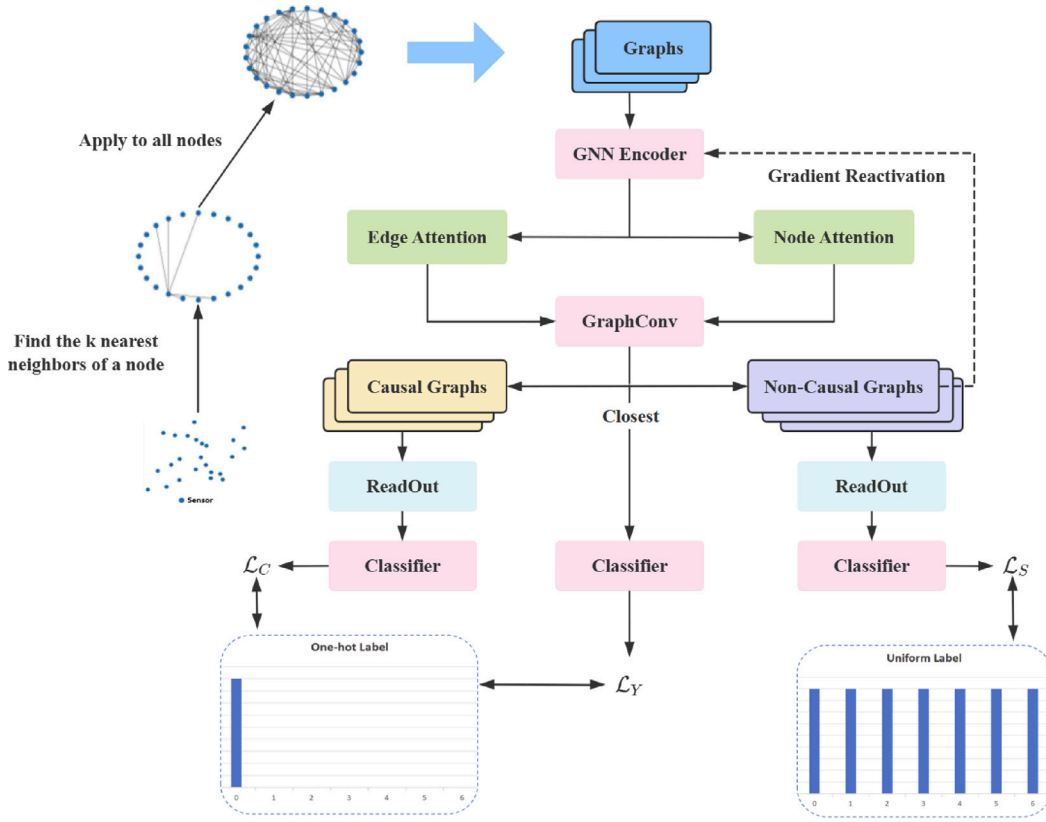 Graphs
Apply to all nodes
GNN Encoder
Gradient Reactivation
Edge Attention
Node Attention
GraphConv
Find the k nearest
neighbors of a node
Causal Graphs
Non-Causal Graphs
Closest
Sensor
ReadOut
ReadOut
Classifier
Classifier
Classifier
ℒ_C
ℒ_S
One-hot Label
0 1 2 3 4 5 6
ℒ_Y
Uniform Label
0 1 2 3 4 5 6